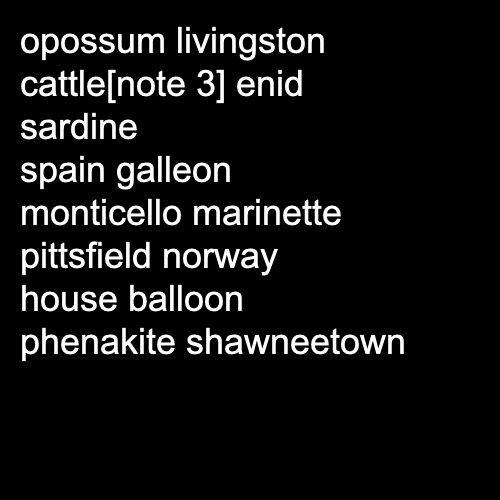 opossum livingston
cattle[note 3] enid
sardine
spain galleon
monticello marinette
pittsfield norway
house balloon
phenakite shawneetown